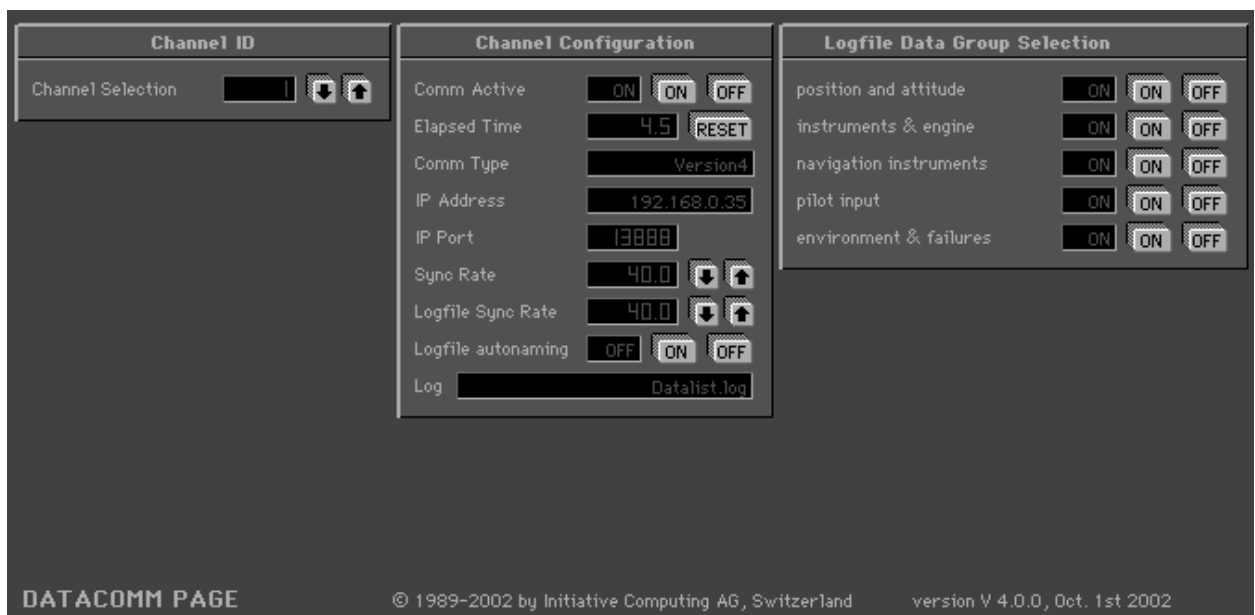 Channel ID
Channel Selection 1
Channel Configuration
Comm Active ON ON OFF
Elapsed Time 4.5 RESET
Comm Type Version4
IP Address 192.168.0.35
IP Port 13888
Sync Rate 40.0
Logfile Sync Rate 40.0
Logfile autonaming OFF ON OFF
Log Datalist.log
Logfile Data Group Selection
position and attitude ON ON OFF
instruments & engine ON ON OFF
navigation instruments ON ON OFF
pilot input ON ON OFF
environment & failures ON ON OFF
DATACOMM PAGE © 1989-2002 by Initiative Computing AG, Switzerland version V 4.0.0, Oct. 1st 2002